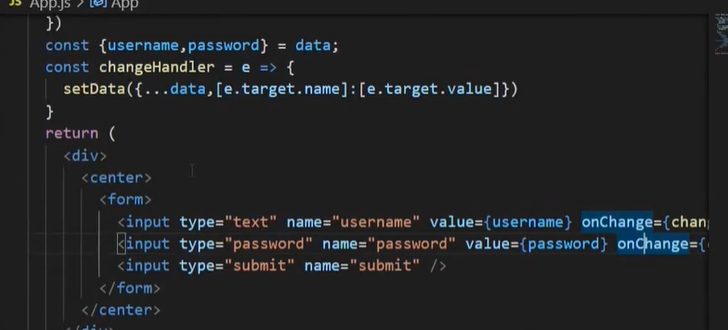 JS App.js > App
})
const {username,password} = data;
const changeHandler = e => {
setData({...data,[e.target.name]:[e.target.value]})
}
return (
<div>
<center>
<form>
<input type="text" name="username" value={username} onChange={chan
<input type="password" name="password" value={password} onChange={
<input type="submit" name="submit" />
</form>
</center>
</div>